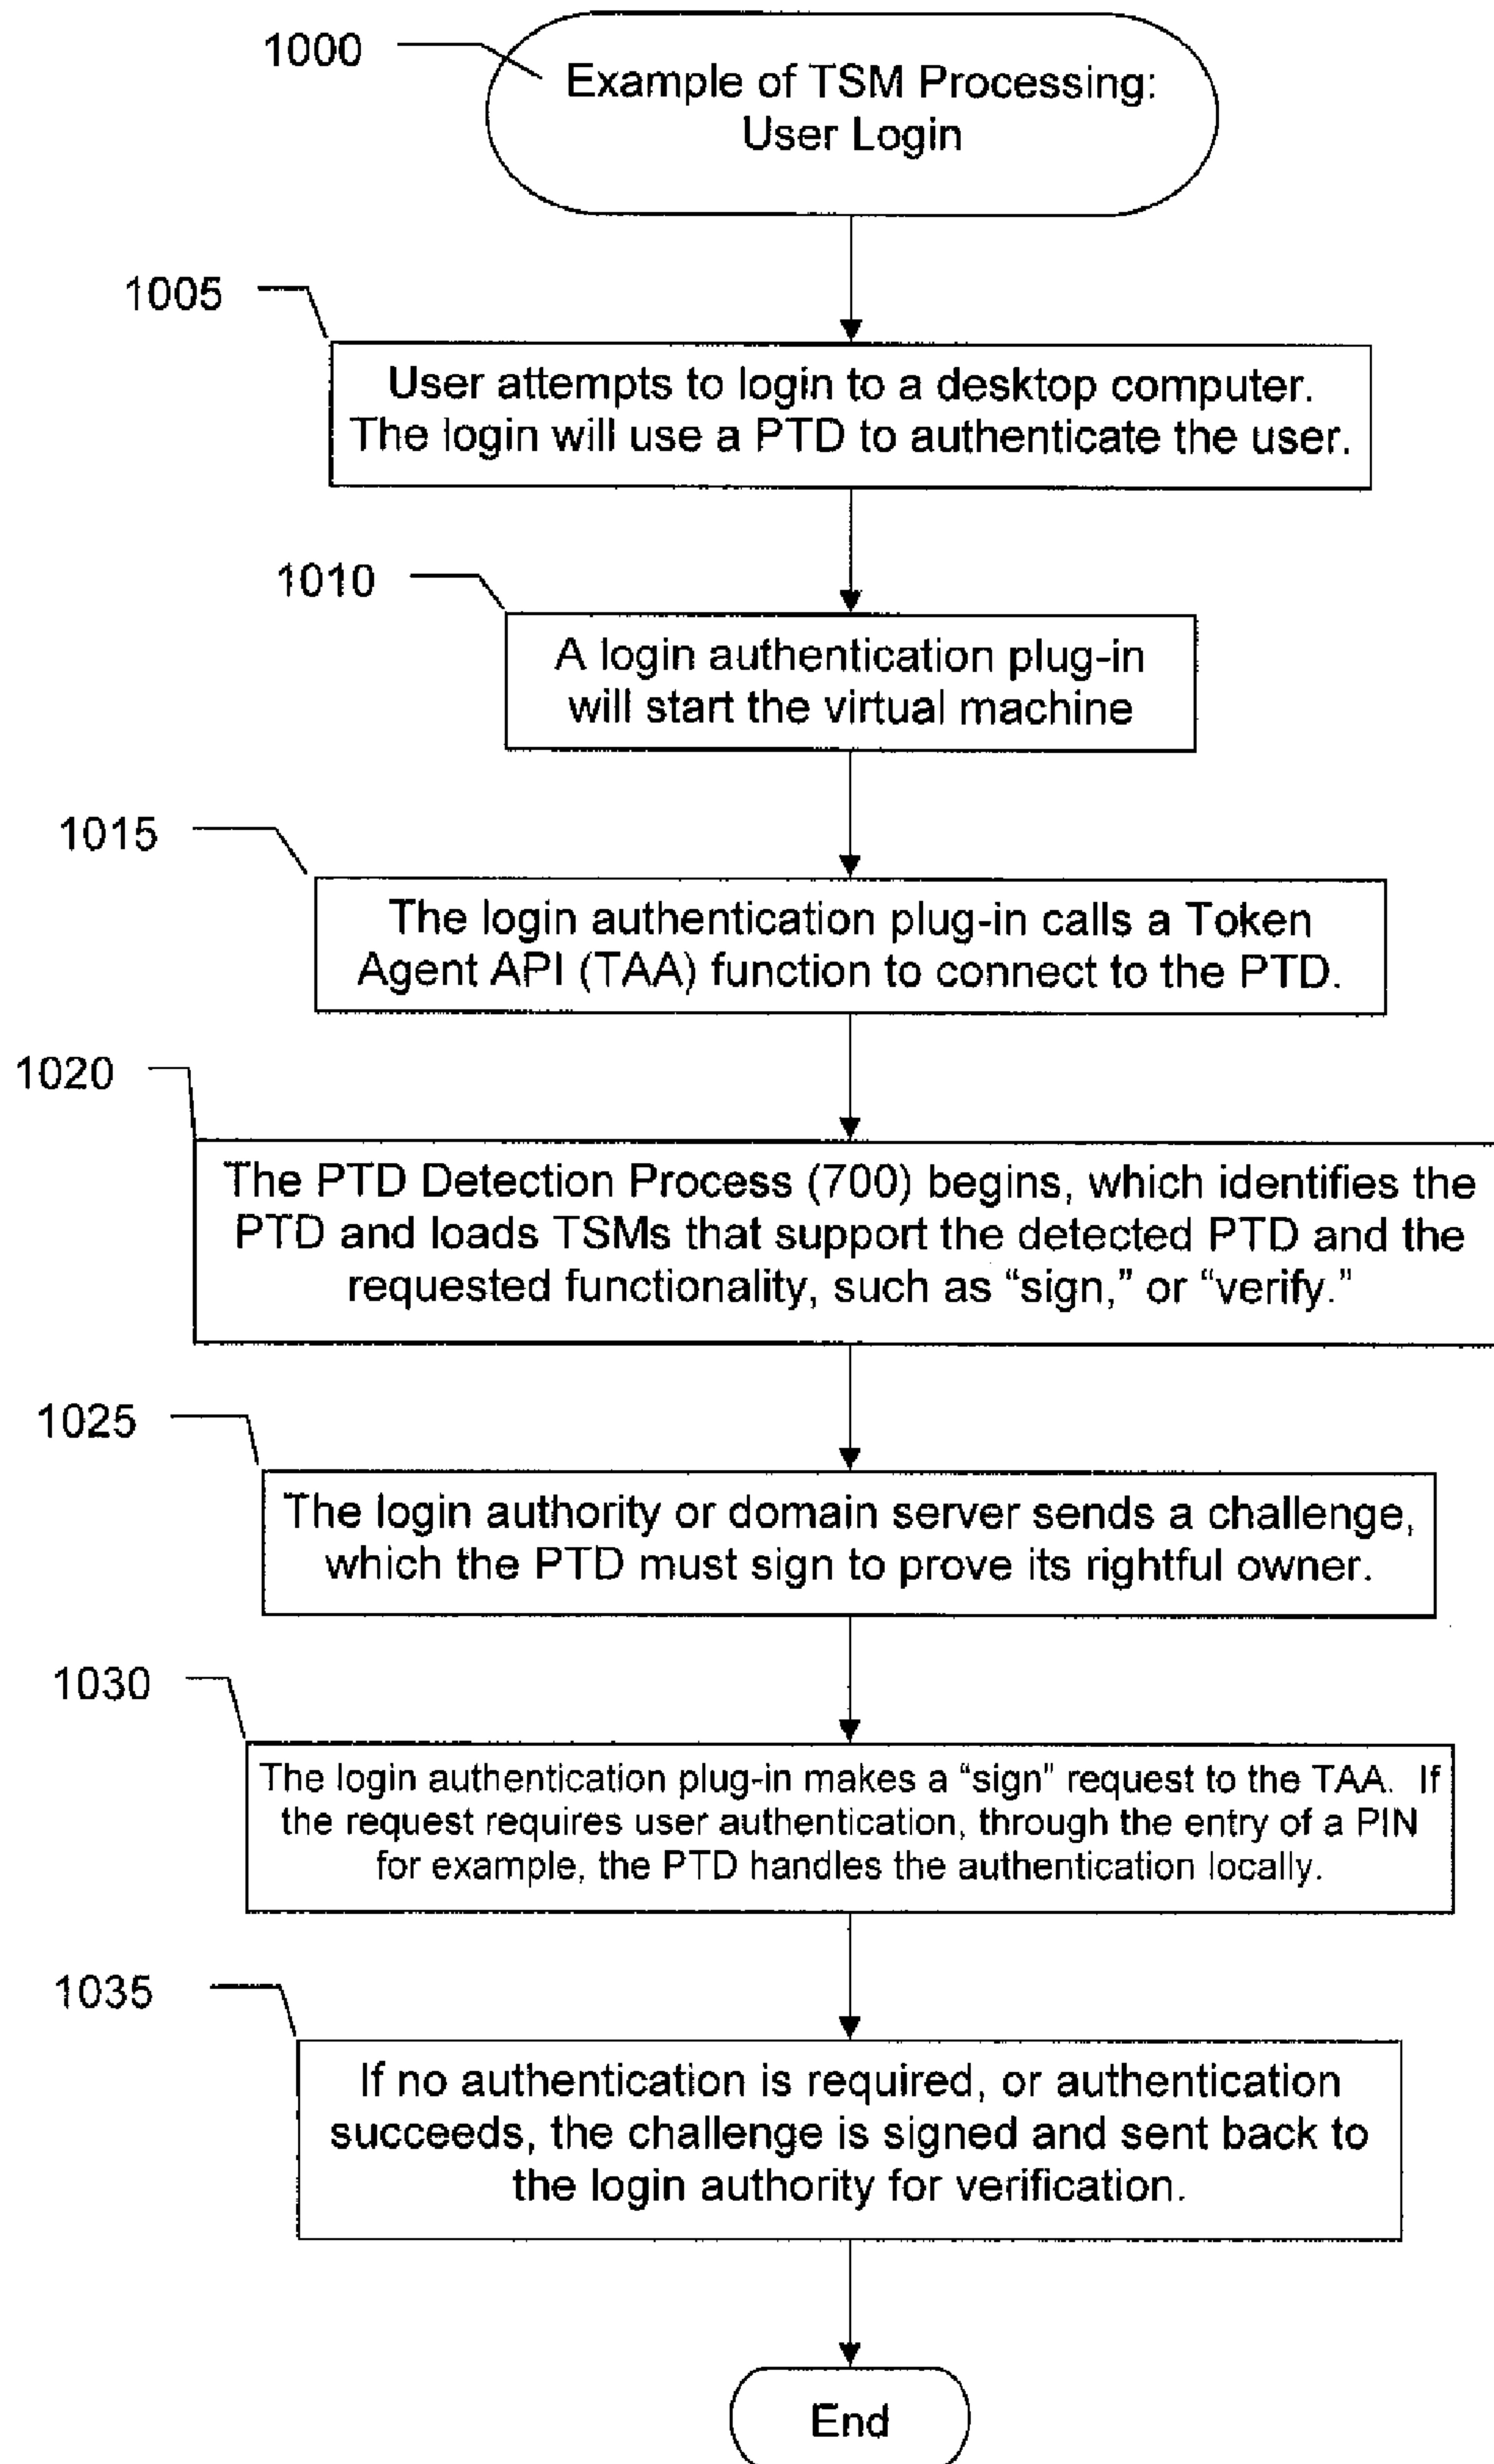 1000
Example of TSM Processing:
User Login
1005
User attempts to login to a desktop computer.
The login will use a PTD to authenticate the user.
1010
A login authentication plug-in
will start the virtual machine
1015
The login authentication plug-in calls a Token
Agent API (TAA) function to connect to the PTD.
1020
The PTD Detection Process (700) begins, which identifies the
PTD and loads TSMs that support the detected PTD and the
requested functionality, such as “sign,” or “verify.”
1025
The login authority or domain server sends a challenge,
which the PTD must sign to prove its rightful owner.
1030
The login authentication plug-in makes a “sign” request to the TAA. If
the request requires user authentication, through the entry of a PIN
for example, the PTD handles the authentication locally.
1035
If no authentication is required, or authentication
succeeds, the challenge is signed and sent back to
the login authority for verification.
End